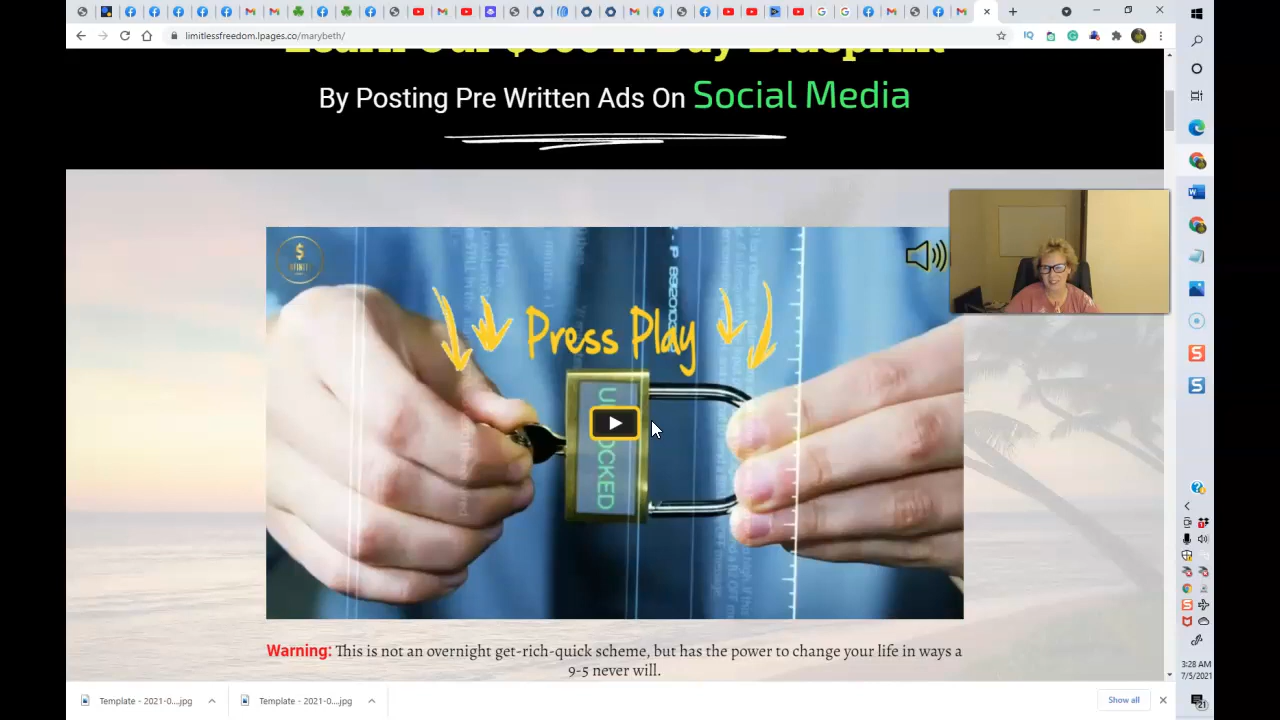 limitlessfreedom.lpages.co/marybeth/
By Posting Pre Written Ads On Social Media
Press Play
UNLOCKED
Warning: This is not an overnight get-rich-quick scheme, but has the power to change your life in ways a
9-5 never will.
Template - 2021-0....jpg
Template - 2021-0....jpg
Show all
3:28 AM
7/5/2021
21